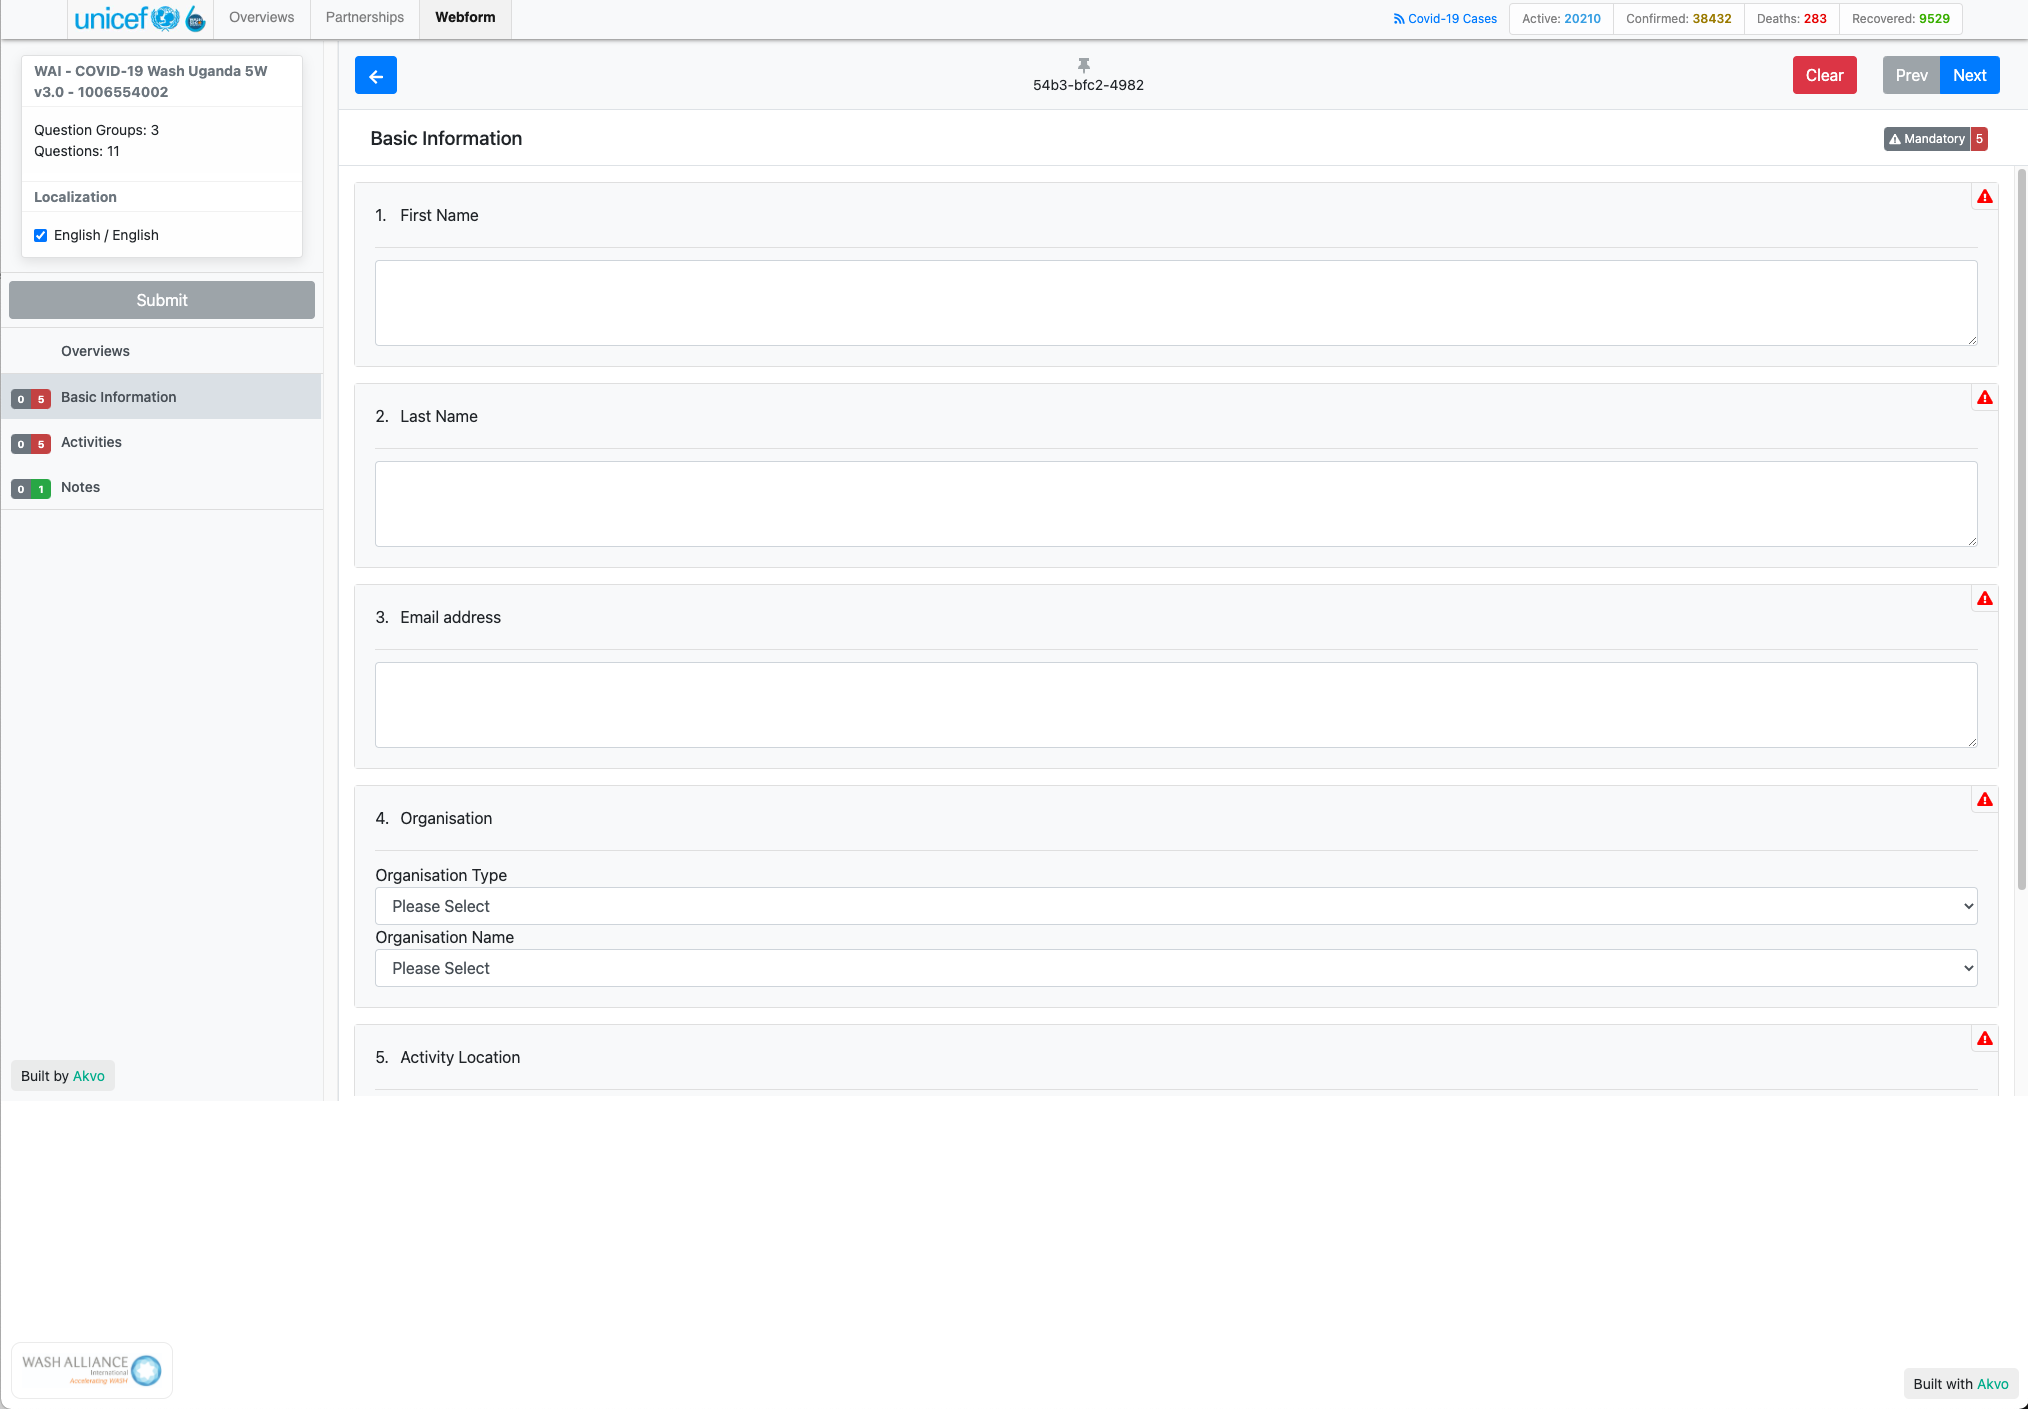 unicef
Overviews
Partnerships
Webform
Covid-19 Cases
Active: 20210
Confirmed: 38432
Deaths: 283
Recovered: 9529
WAI - COVID-19 Wash Uganda 5W
v3.0 - 1006554002
Question Groups: 3
Questions: 11
Localization
English / English
Submit
Overviews
0 5 Basic Information
0 5 Activities
0 1 Notes
Built by Akvo
54b3-bfc2-4982
Clear
Prev
Next
Basic Information
Mandatory 5
1. First Name
2. Last Name
3. Email address
4. Organisation
Organisation Type
Please Select
Organisation Name
Please Select
5. Activity Location
WASH ALLIANCE
International
Accelerating WASH
Built with Akvo